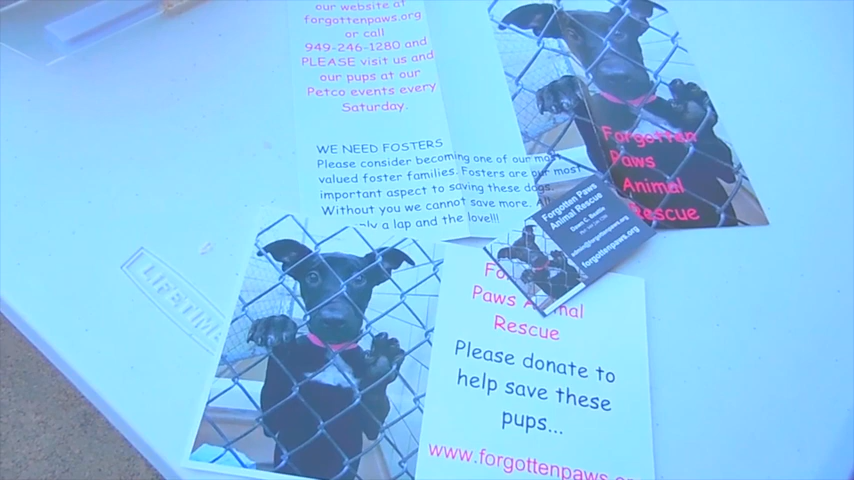 our website at
forgottenpaws.org
or call
949-246-1280 and
PLEASE visit us and
our pups at our
Petco events every
Saturday.
WE NEED FOSTERS
Please consider becoming one of our most
valued foster families. Fosters are our most
important aspect to saving these dogs.
Without you we cannot save more.
a lap and the love!!!
Forgotten
Paws
Animal
Rescue
Forgotten Paws
Animal Rescue
forgottenpaws.org
LIFETIME
Paws
Rescue
Please donate to
help save these
pups...
www.forgottenpaws